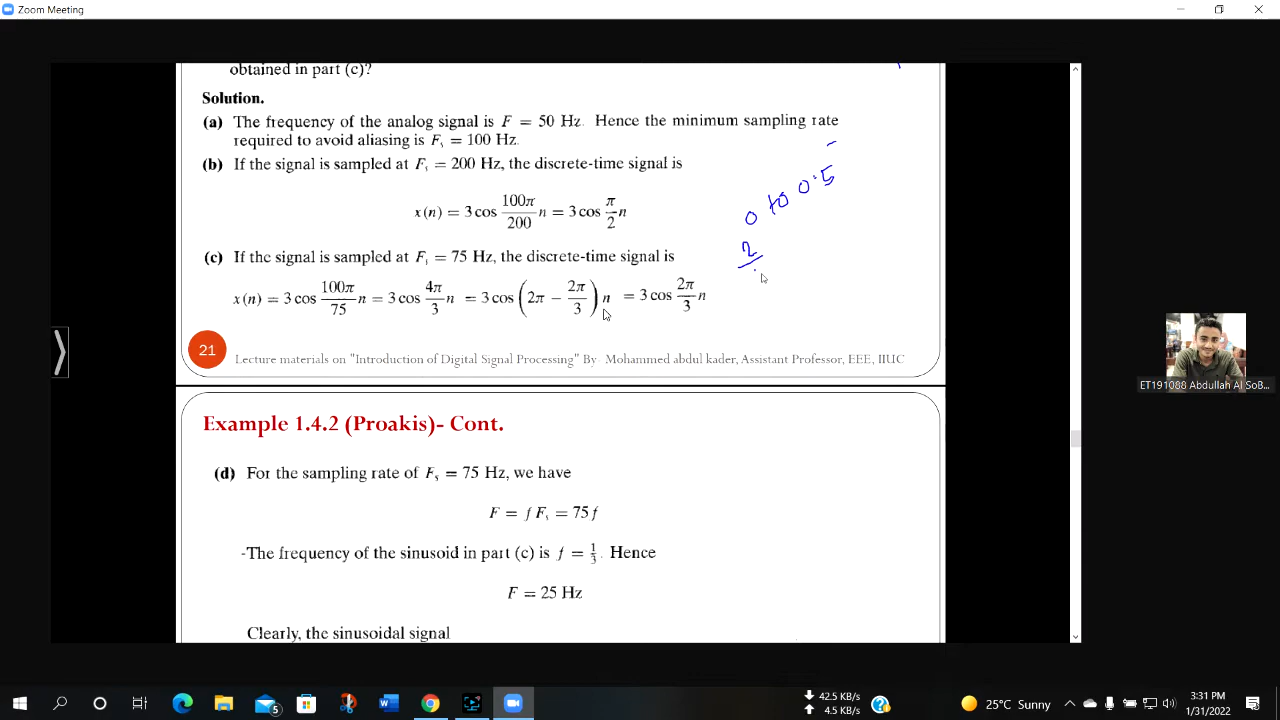 Zoom Meeting
obtained in part (c)?
Solution.
(a) The frequency of the analog signal is F = 50 Hz. Hence the minimum sampling rate
required to avoid aliasing is Fₛ = 100 Hz.
(b) If the signal is sampled at Fₛ = 200 Hz, the discrete-time signal is
x(n) = 3 cos 100π/200 n = 3 cos π/2 n
0 to 0.5
(c) If the signal is sampled at Fₛ = 75 Hz, the discrete-time signal is
2
x(n) = 3 cos 100π/75 n = 3 cos 4π/3 n = 3 cos (2π − 2π/3) n = 3 cos 2π/3 n
21
Lecture materials on "Introduction of Digital Signal Processing" By- Mohammed abdul kader, Assistant Professor, EEE, IIUC
ET191088 Abdullah Al SoB...
Example 1.4.2 (Proakis)- Cont.
(d) For the sampling rate of Fₛ = 75 Hz, we have
F = f Fₛ = 75f
-The frequency of the sinusoid in part (c) is f = 1/3. Hence
F = 25 Hz
Clearly, the sinusoidal signal
5
42.5 KB/s
4.5 KB/s
25°C Sunny
3:31 PM
1/31/2022